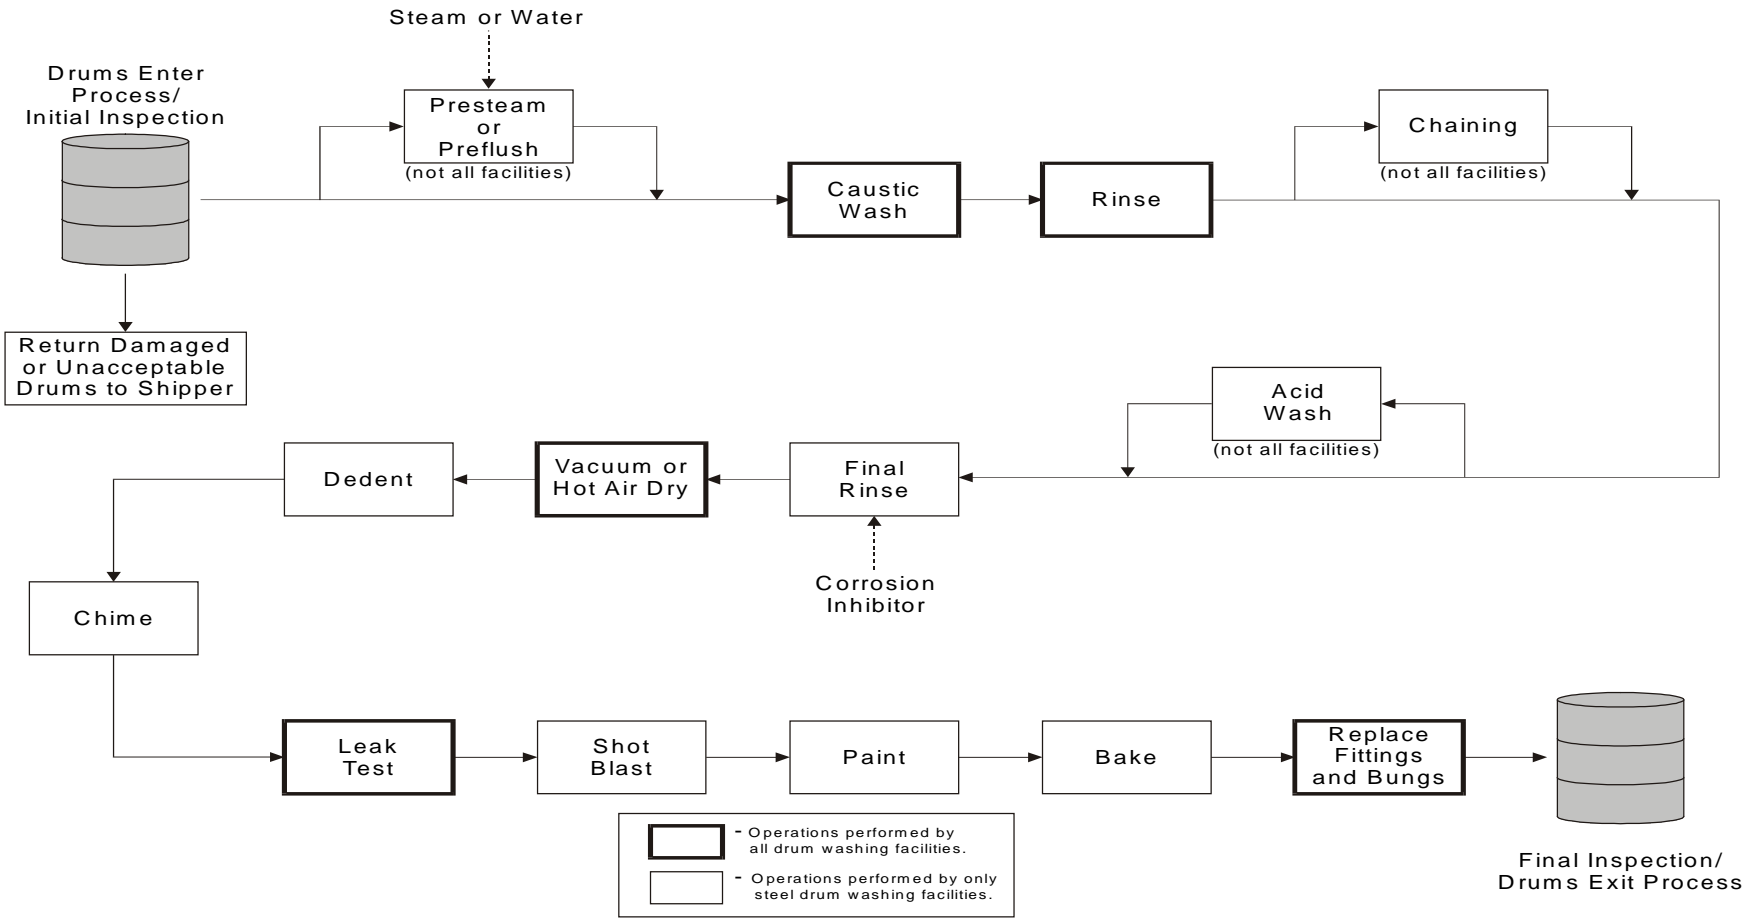 Steam or Water
Drums Enter
Process/
Initial Inspection
Presteam
or
Preflush
(not all facilities)
Caustic
Wash
Rinse
Chaining
(not all facilities)
Return Damaged
or Unacceptable
Drums to Shipper
Acid
Wash
(not all facilities)
Final
Rinse
Vacuum or
Hot Air Dry
Dedent
Corrosion
Inhibitor
Chime
Leak
Test
Shot
Blast
Paint
Bake
Replace
Fittings
and Bungs
- Operations performed by
all drum washing facilities.
- Operations performed by only
steel drum washing facilities.
Final Inspection/
Drums Exit Process